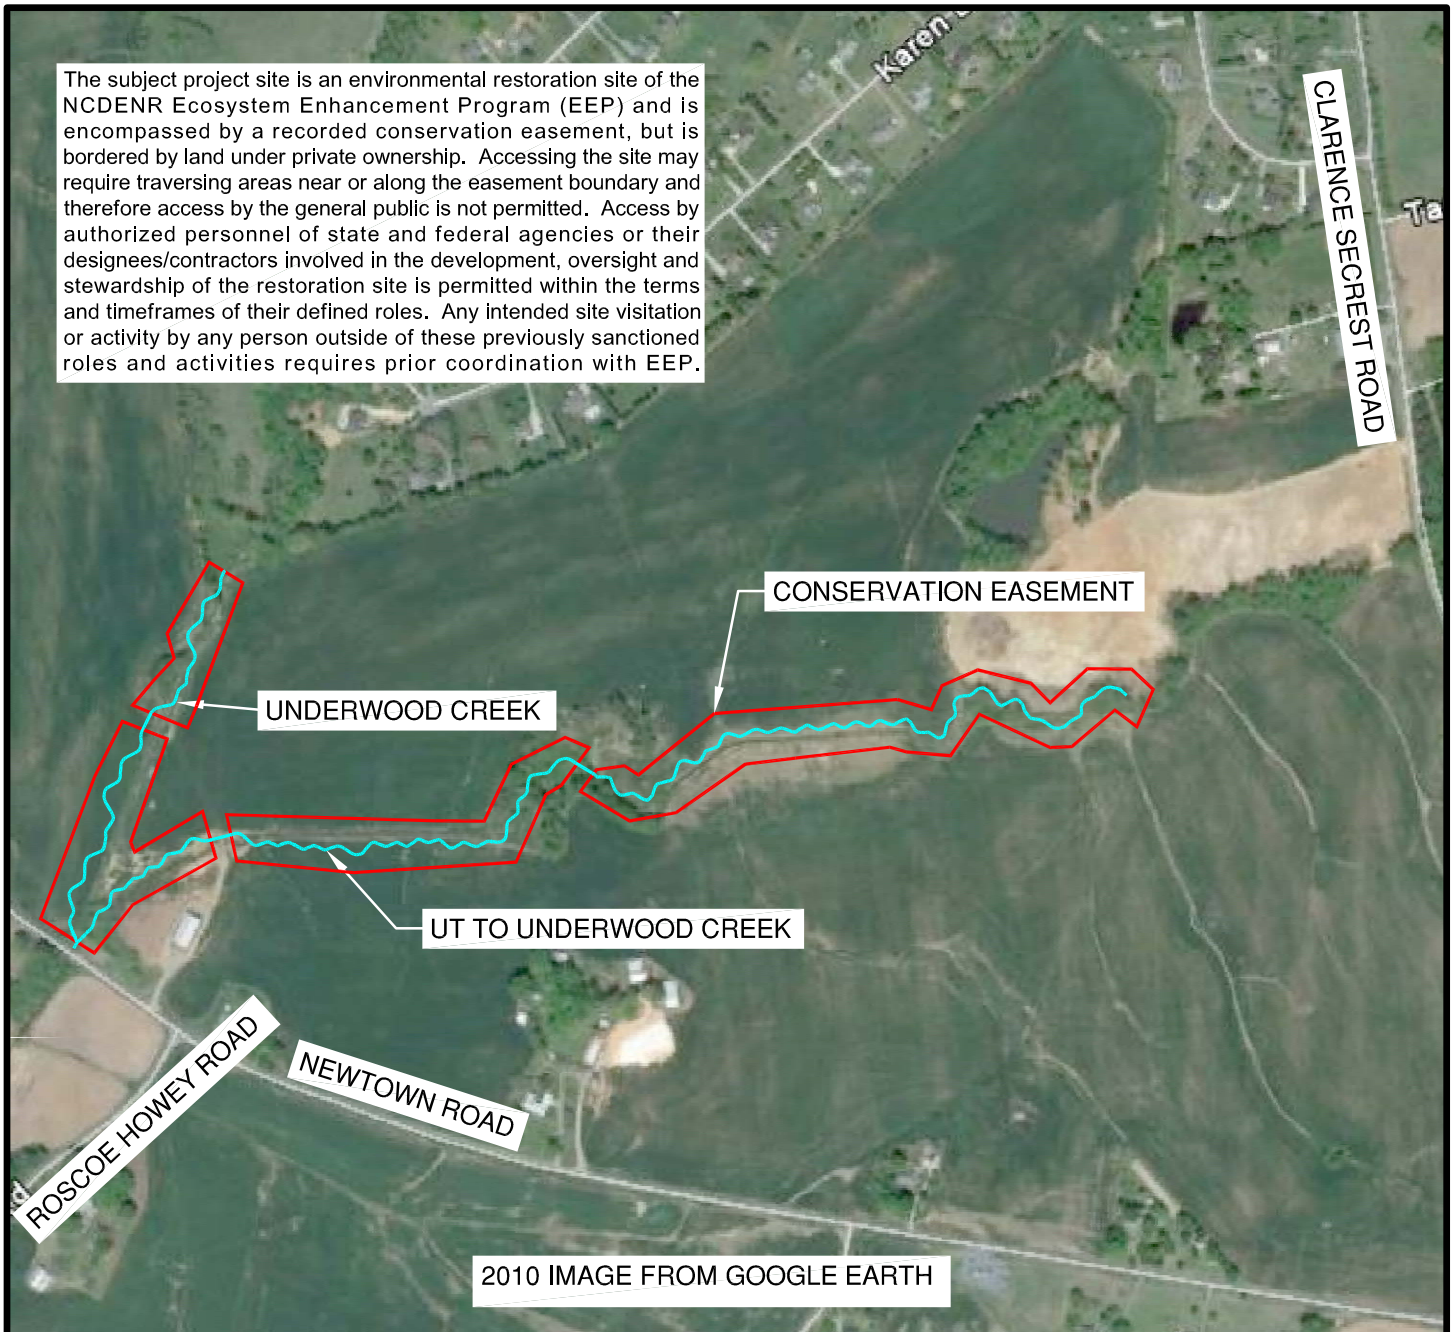 The subject project site is an environmental restoration site of the
NCDENR Ecosystem Enhancement Program (EEP) and is
encompassed by a recorded conservation easement, but is
bordered by land under private ownership. Accessing the site may
require traversing areas near or along the easement boundary and
therefore access by the general public is not permitted. Access by
authorized personnel of state and federal agencies or their
designees/contractors involved in the development, oversight and
stewardship of the restoration site is permitted within the terms
and timeframes of their defined roles. Any intended site visitation
or activity by any person outside of these previously sanctioned
roles and activities requires prior coordination with EEP.
Karen
CLARENCE SECREST ROAD
Ta
CONSERVATION EASEMENT
UNDERWOOD CREEK
UT TO UNDERWOOD CREEK
ROSCOE HOWEY ROAD
NEWTOWN ROAD
2010 IMAGE FROM GOOGLE EARTH